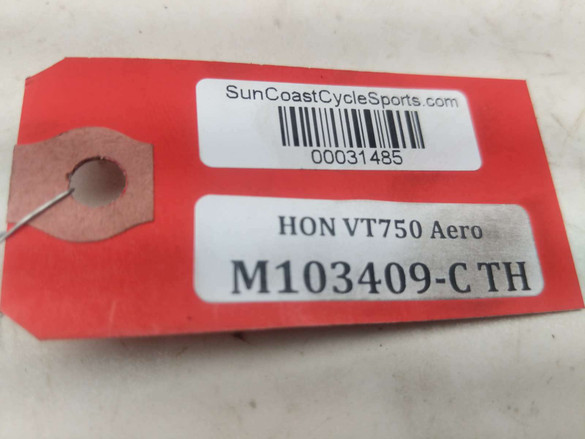 SunCoastCycleSports.com
00031485
HON VT750 Aero
M103409-C TH